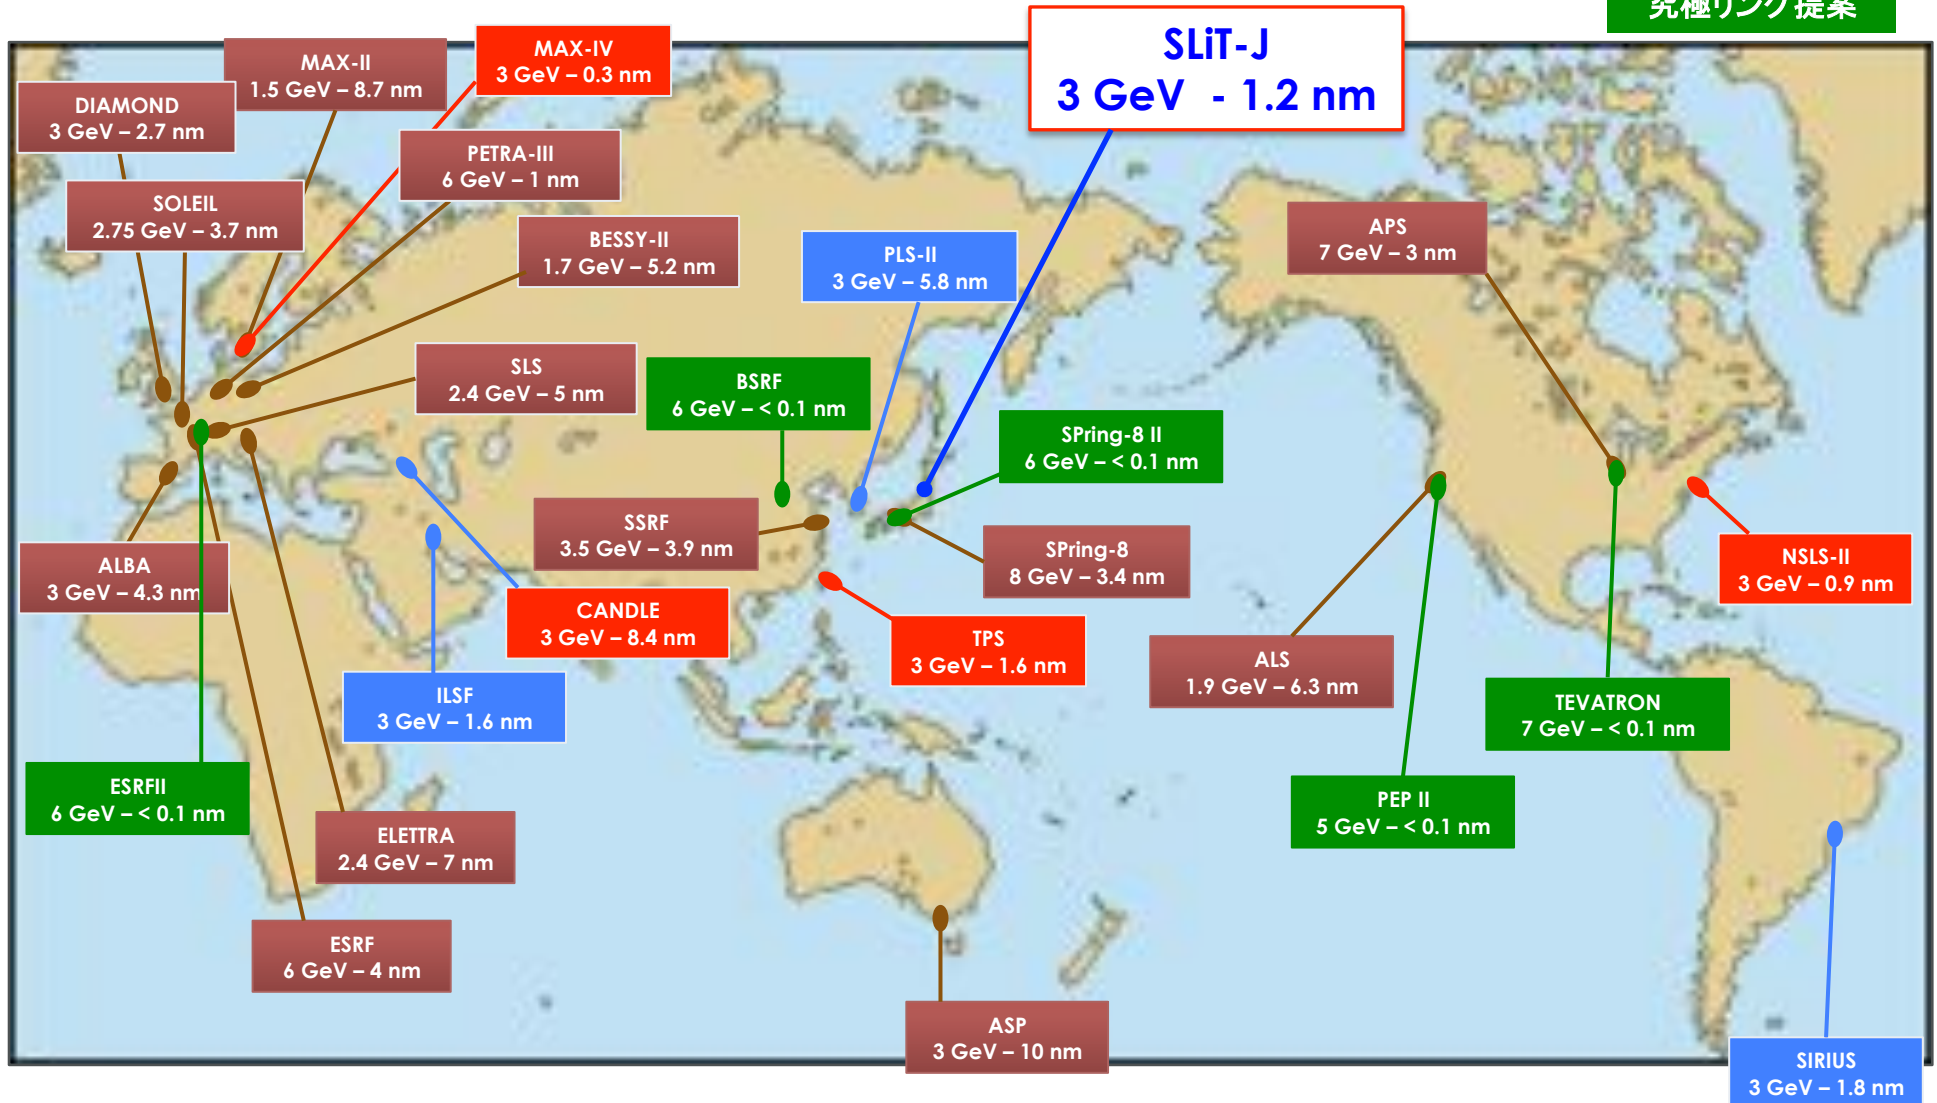 究極リング提案
SLiT-J
3 GeV - 1.2 nm
MAX-IV
3 GeV – 0.3 nm
MAX-II
1.5 GeV – 8.7 nm
DIAMOND
3 GeV – 2.7 nm
PETRA-III
6 GeV – 1 nm
SOLEIL
2.75 GeV – 3.7 nm
BESSY-II
1.7 GeV – 5.2 nm
PLS-II
3 GeV – 5.8 nm
APS
7 GeV – 3 nm
SLS
2.4 GeV – 5 nm
BSRF
6 GeV – < 0.1 nm
SPring-8 II
6 GeV – < 0.1 nm
SSRF
3.5 GeV – 3.9 nm
SPring-8
8 GeV – 3.4 nm
NSLS-II
3 GeV – 0.9 nm
ALBA
3 GeV – 4.3 nm
CANDLE
3 GeV – 8.4 nm
TPS
3 GeV – 1.6 nm
ALS
1.9 GeV – 6.3 nm
ILSF
3 GeV – 1.6 nm
TEVATRON
7 GeV – < 0.1 nm
ESRFII
6 GeV – < 0.1 nm
PEP II
5 GeV – < 0.1 nm
ELETTRA
2.4 GeV – 7 nm
ESRF
6 GeV – 4 nm
ASP
3 GeV – 10 nm
SIRIUS
3 GeV – 1.8 nm